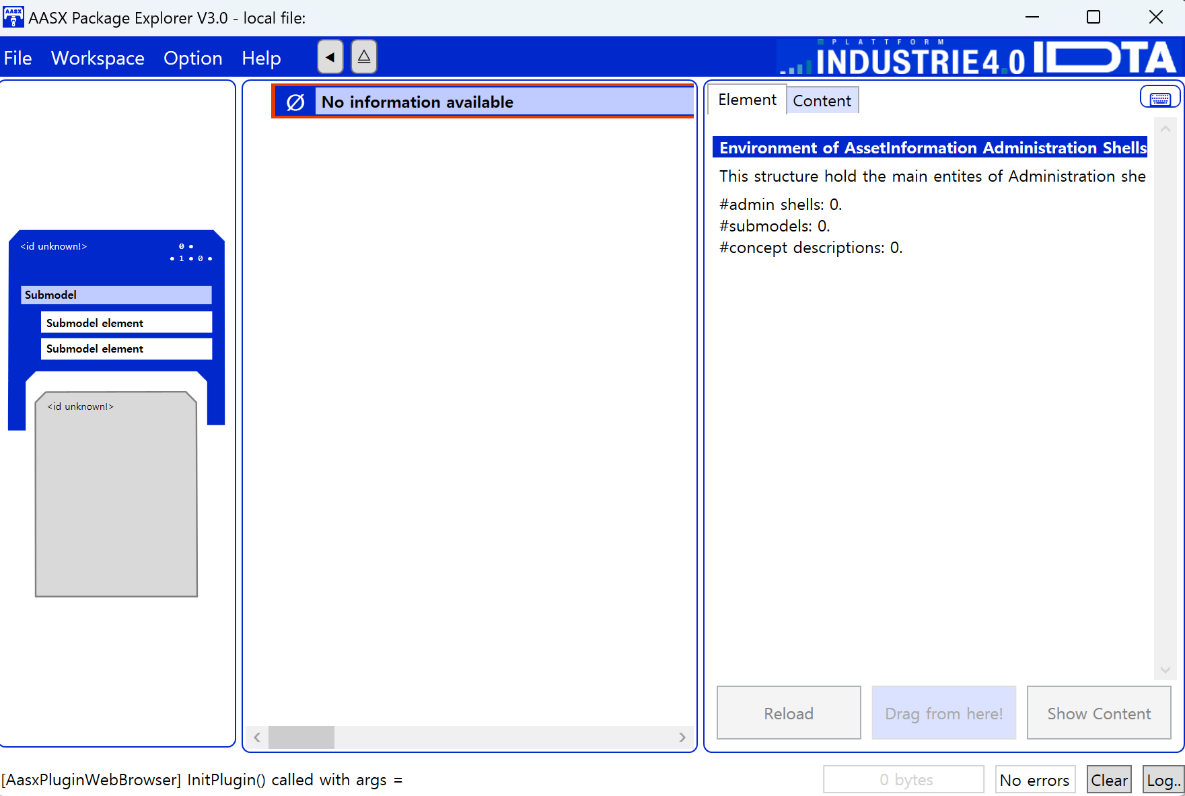 AASX Package Explorer V3.0 - local file:
File Workspace Option Help
PLATTFORM
INDUSTRIE4.0 IDTA
No information available
Element Content
Environment of AssetInformation Administration Shells
This structure hold the main entites of Administration she
#admin shells: 0.
#submodels: 0.
#concept descriptions: 0.
<id unknown!>
0
1 0
Submodel
Submodel element
Submodel element
<id unknown!>
Reload Drag from here! Show Content
[AasxPluginWebBrowser] InitPlugin() called with args =
0 bytes No errors Clear Log..